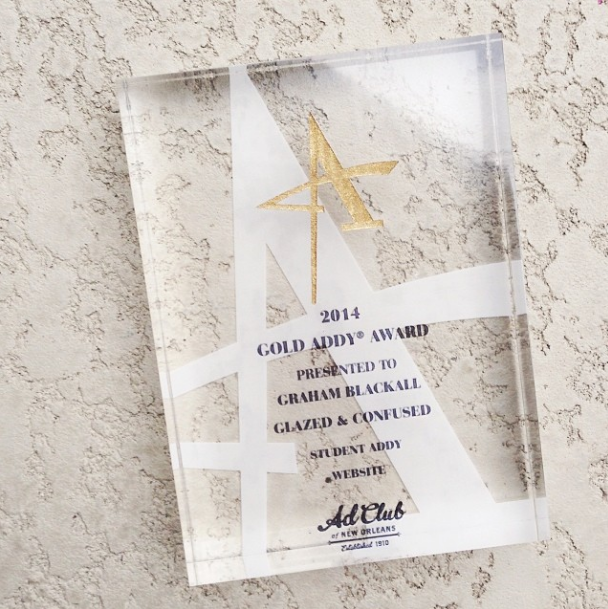 2014
GOLD ADDY® AWARD
PRESENTED TO
GRAHAM BLACKALL
GLAZED & CONFUSED
STUDENT ADDY
WEBSITE
Ad Club
of NEW ORLEANS
Established 1910